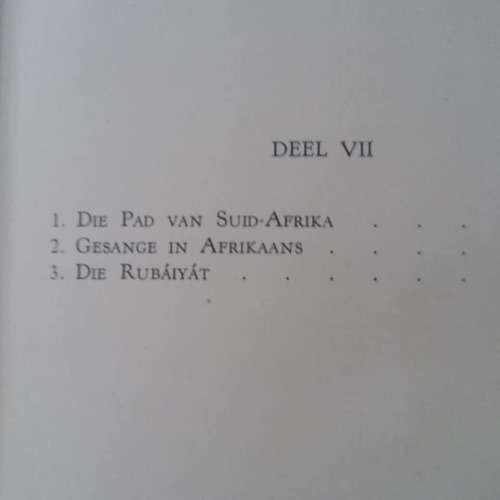 DEEL VII
1. DIE PAD VAN SUID-AFRIKA . . .
2. GESANGE IN AFRIKAANS . . . .
3. DIE RUBÁIYÁT . . . . . .